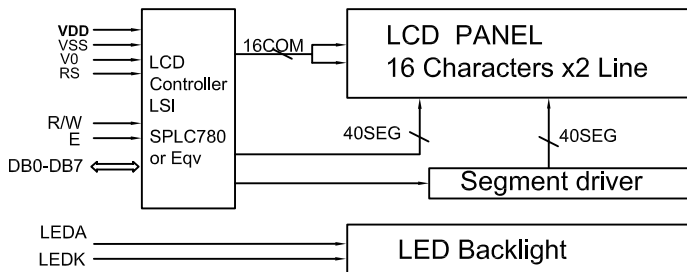 VDD
VSS
V0
RS
R/W
E
DB0-DB7
LCD
Controller
LSI
SPLC780
or Eqv
16COM
LCD PANEL
16 Characters x2 Line
40SEG
40SEG
Segment driver
LEDA
LEDK
LED Backlight